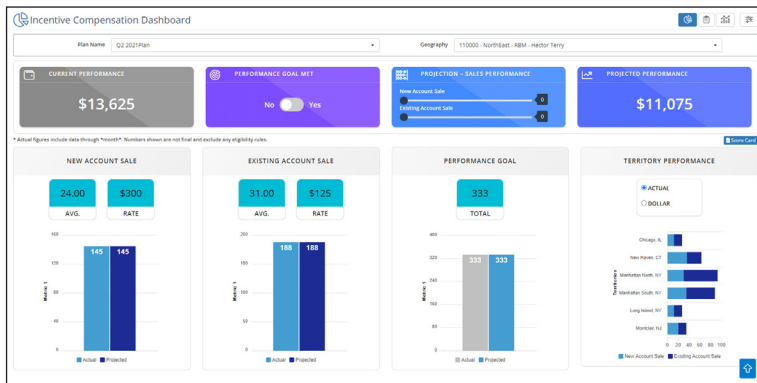 Incentive Compensation Dashboard
Plan Name Q2 2021Plan Geography 110000 - NorthEast - RBM - Hector Terry
CURRENT PERFORMANCE
$13,625
PERFORMANCE GOAL MET
No Yes
PROJECTION – SALES PERFORMANCE
New Account Sale
0
Existing Account Sale
0
PROJECTED PERFORMANCE
$11,075
* Actual figures include data through *month*. Numbers shown are not final and exclude any eligibility rules.
Score Card
NEW ACCOUNT SALE
24.00 $300
AVG. RATE
160
120
80
40
0
Metric 1
145 145
Actual Projected
EXISTING ACCOUNT SALE
31.00 $125
AVG. RATE
200
150
100
50
0
Metric 1
188 188
Actual Projected
PERFORMANCE GOAL
333
TOTAL
400
320
240
160
80
0
Metric 1
333 333
Actual Projected
TERRITORY PERFORMANCE
ACTUAL
DOLLAR
Territories
Chicago, IL
New Haven, CT
Manhattan North, NY
Manhattan South, NY
Long Island, NY
Montclair, NJ
0 20 40 60 80 100
New Account Sale Existing Account Sale